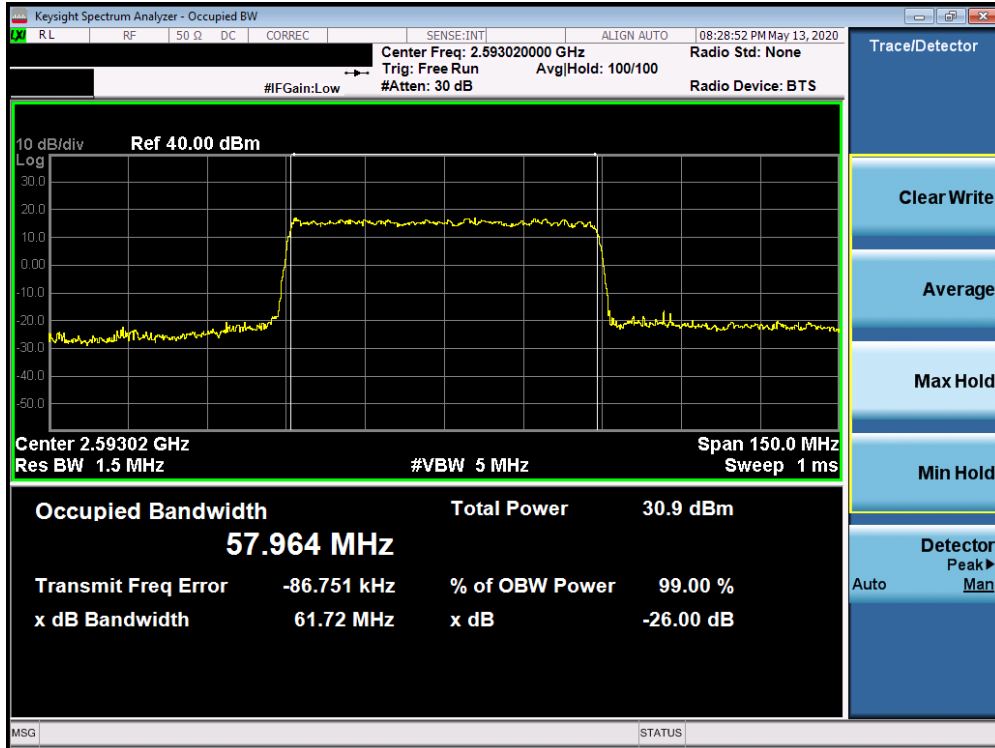 Keysight Spectrum Analyzer - Occupied BW
LXI RL RF 50 Ω DC CORREC SENSE:INT ALIGN AUTO 08:28:52 PM May 13, 2020
Center Freq: 2.593020000 GHz Radio Std: None
Trig: Free Run Avg|Hold: 100/100
#IFGain:Low #Atten: 30 dB Radio Device: BTS
Trace/Detector
10 dB/div Ref 40.00 dBm
Log
30.0
20.0
10.0
0.00
-10.0
-20.0
-30.0
-40.0
-50.0
Center 2.59302 GHz Span 150.0 MHz
Res BW 1.5 MHz #VBW 5 MHz Sweep 1 ms
Occupied Bandwidth Total Power 30.9 dBm
57.964 MHz
Transmit Freq Error -86.751 kHz % of OBW Power 99.00 %
x dB Bandwidth 61.72 MHz x dB -26.00 dB
Clear Write
Average
Max Hold
Min Hold
Detector
Peak▶
Auto Man
MSG STATUS